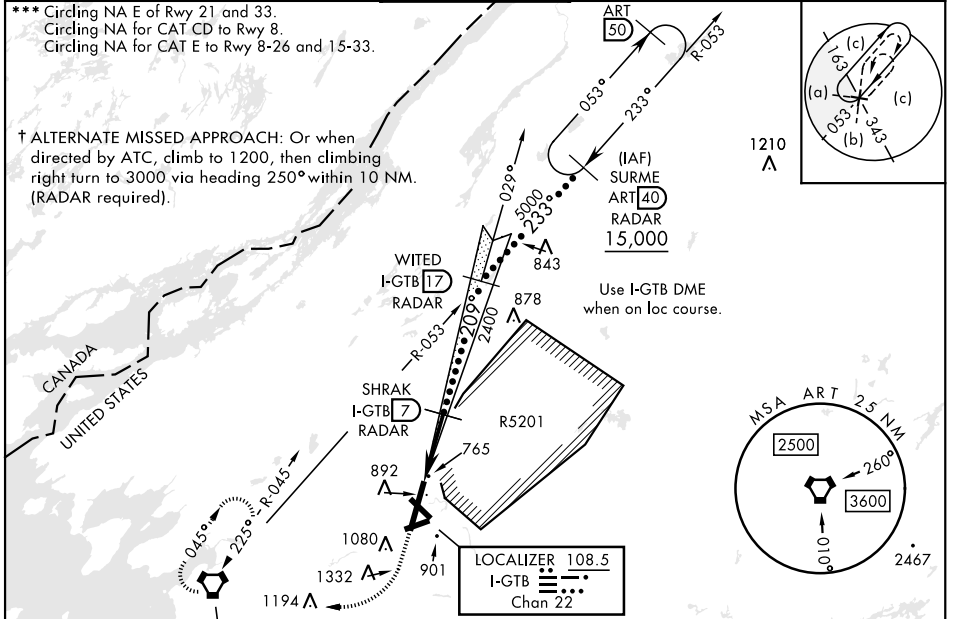 *** Circling NA E of Rwy 21 and 33.
Circling NA for CAT CD to Rwy 8.
Circling NA for CAT E to Rwy 8-26 and 15-33.
† ALTERNATE MISSED APPROACH: Or when
directed by ATC, climb to 1200, then climbing
right turn to 3000 via heading 250° within 10 NM.
(RADAR required).
ART
50
R-053
053°
233°
(IAF)
SURME
ART 40
RADAR
15,000
1210
163
(c)
(a)
(c)
053
(b)
343
029°
5000
233°
843
WITED
I-GTB 17
RADAR
878
Use I-GTB DME
when on loc course.
209°
2400
R-053
CANADA
UNITED STATES
SHRAK
I-GTB 7
RADAR
R5201
765
892
MSA ART 25 NM
2500
260°
3600
010°
2467
045°
225°
R-045
1080
901
1332
1194
LOCALIZER 108.5
I-GTB
Chan 22